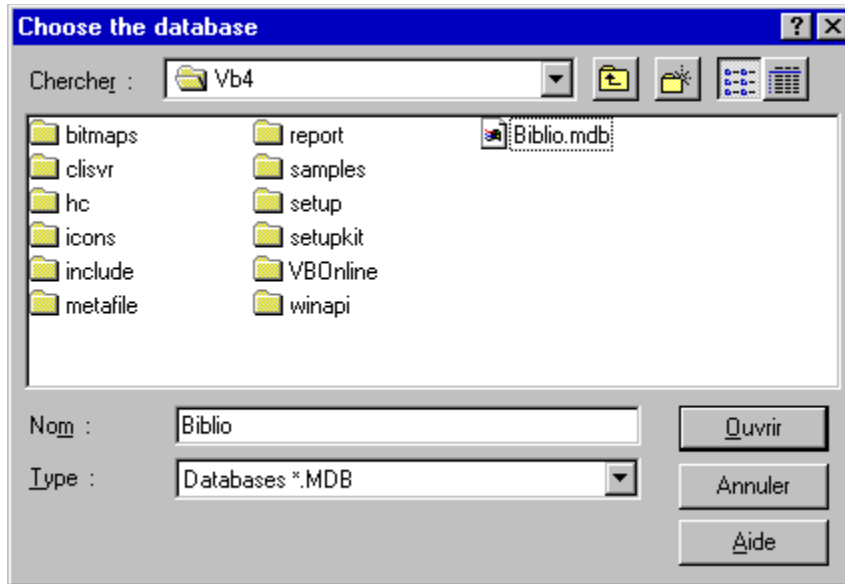 Choose the database
Chercher : Vb4
bitmaps report Biblio.mdb
clisvr samples
hc setup
icons setupkit
include VBOnline
metafile winapi
Nom : Biblio Ouvrir
Type : Databases *.MDB Annuler
Aide